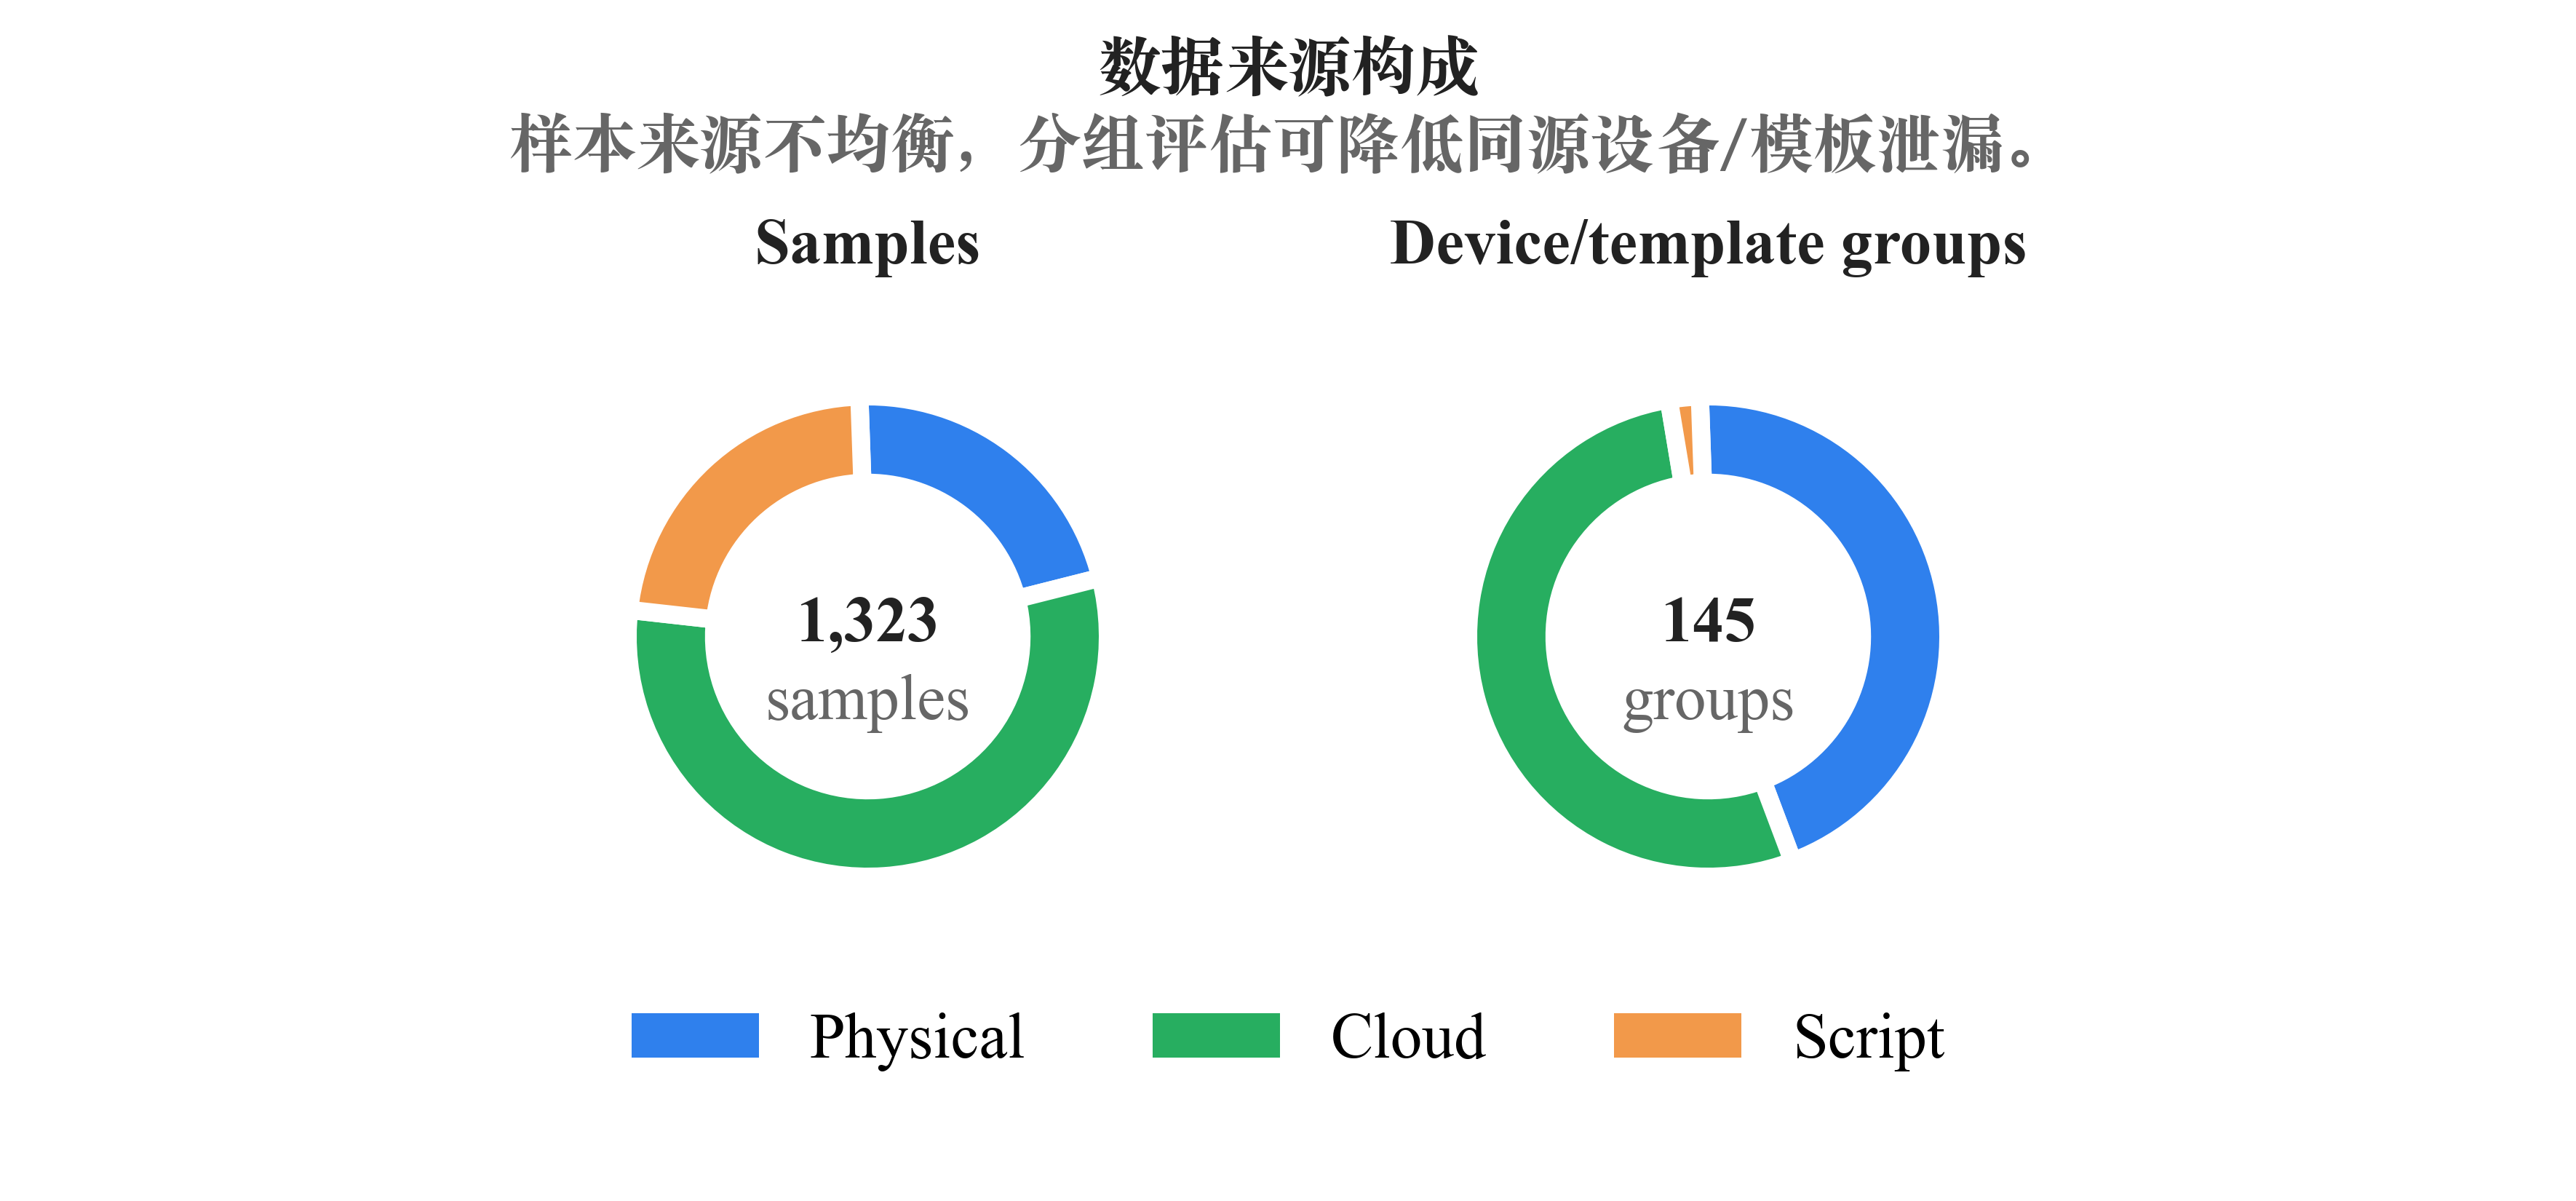 数据来源构成
样本来源不均衡，分组评估可降低同源设备/模板泄漏。
Samples
Device/template groups
1,323
samples
145
groups
Physical
Cloud
Script